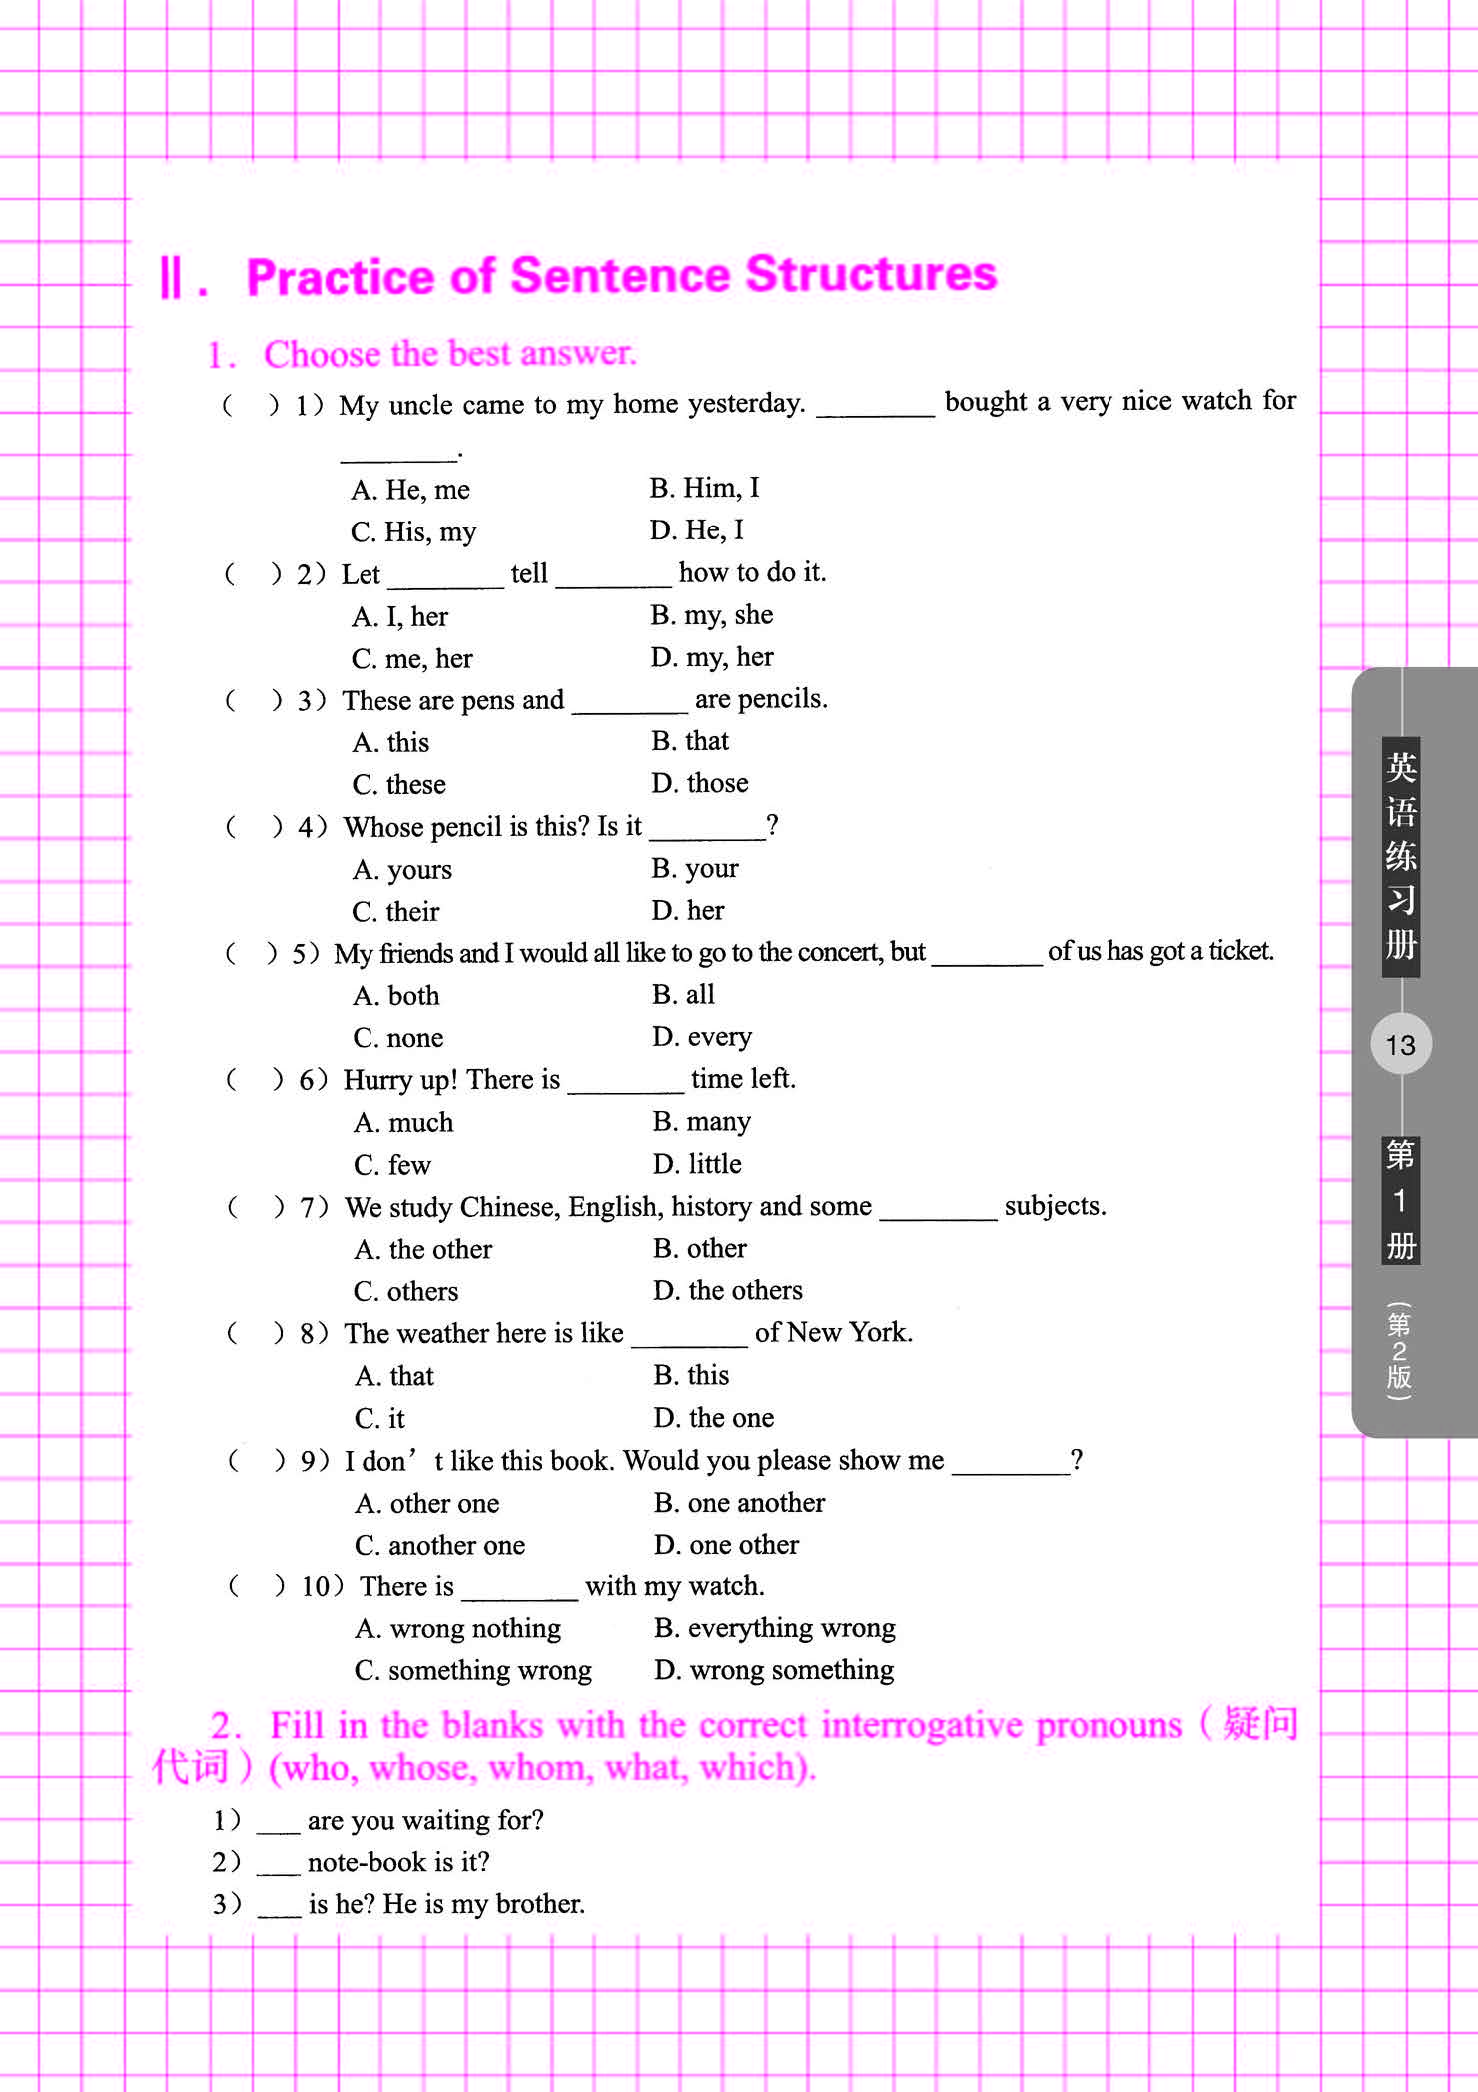 Ⅱ. Practice of Sentence Structures
1. Choose the best answer.
（ ）1）My uncle came to my home yesterday. ________ bought a very nice watch for
________.
A. He, me B. Him, I
C. His, my D. He, I
（ ）2）Let ________ tell ________ how to do it.
A. I, her B. my, she
C. me, her D. my, her
（ ）3）These are pens and ________ are pencils.
A. this B. that
C. these D. those
（ ）4）Whose pencil is this? Is it ________?
A. yours B. your
C. their D. her
（ ）5）My friends and I would all like to go to the concert, but ________ of us has got a ticket.
A. both B. all
C. none D. every
（ ）6）Hurry up! There is ________ time left.
A. much B. many
C. few D. little
（ ）7）We study Chinese, English, history and some ________ subjects.
A. the other B. other
C. others D. the others
（ ）8）The weather here is like ________ of New York.
A. that B. this
C. it D. the one
（ ）9）I don’t like this book. Would you please show me ________?
A. other one B. one another
C. another one D. one other
（ ）10）There is ________ with my watch.
A. wrong nothing B. everything wrong
C. something wrong D. wrong something
2. Fill in the blanks with the correct interrogative pronouns（疑问
代词）(who, whose, whom, what, which).
1）___ are you waiting for?
2）___ note-book is it?
3）___ is he? He is my brother.
英语练习册
13
第1册
（第2版）